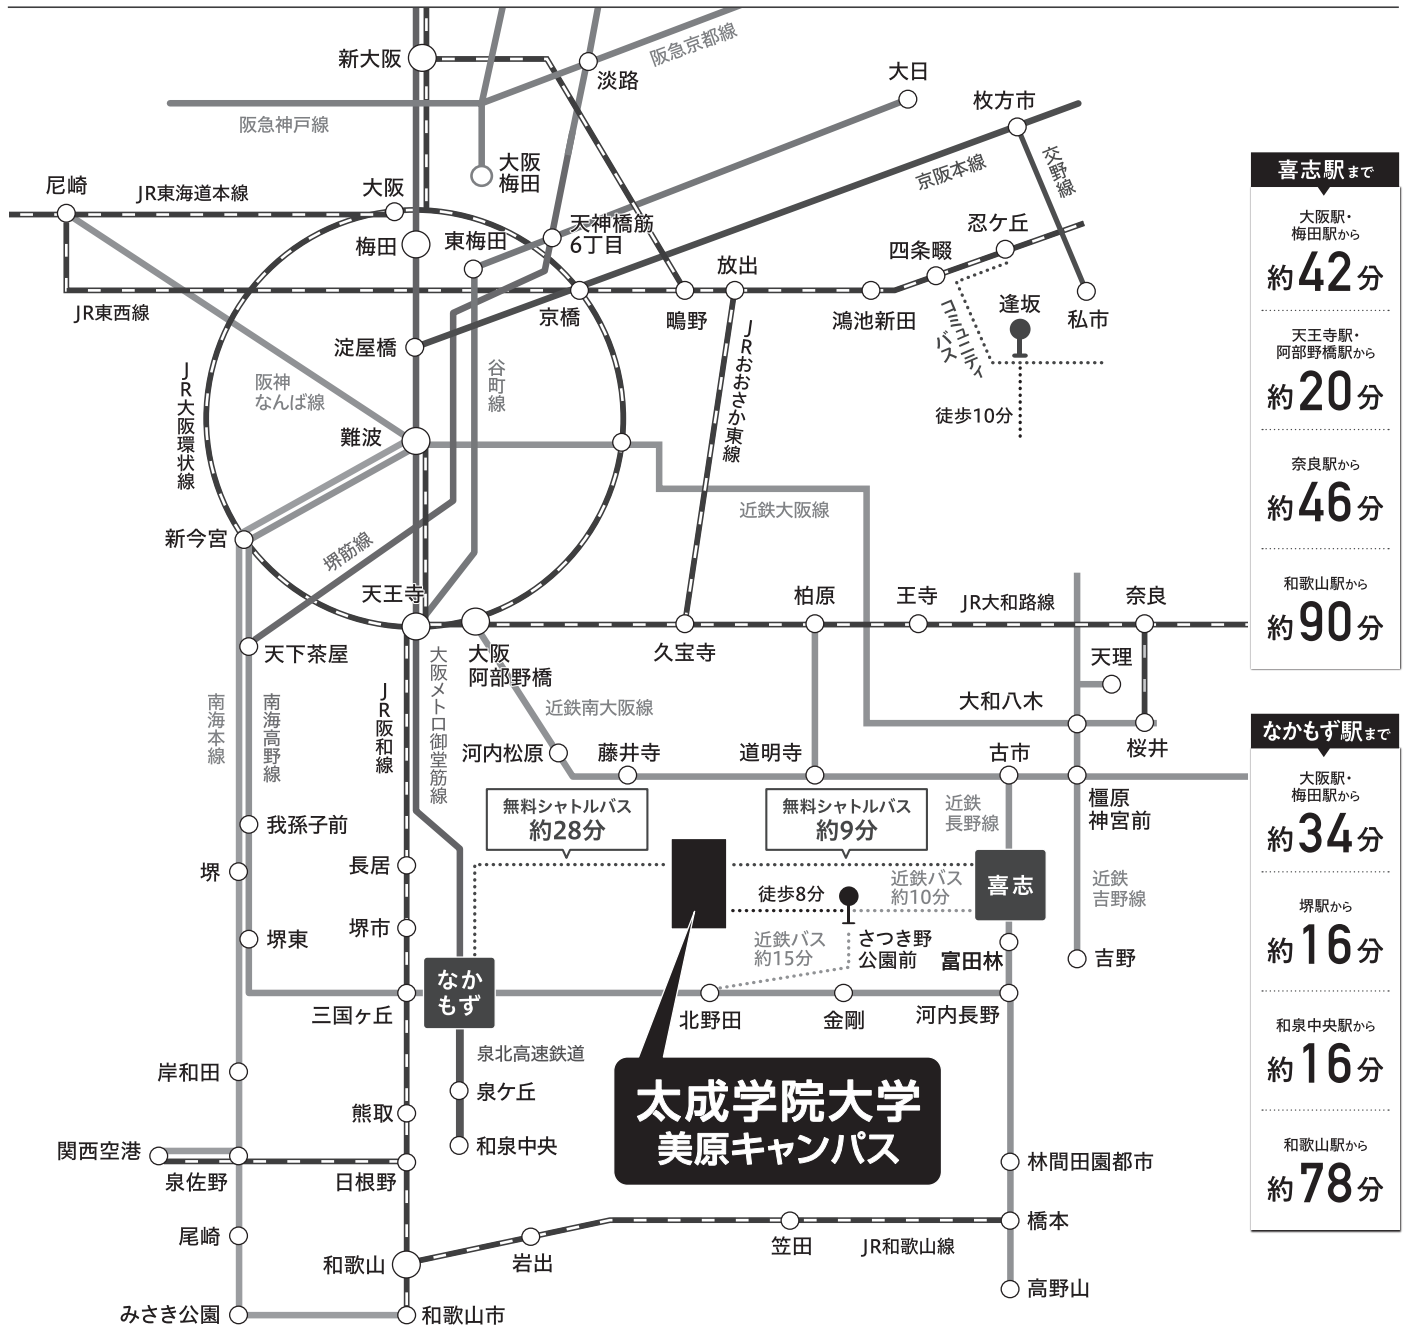 新大阪
淡路
阪急京都線
阪急神戸線
大日
枚方市
大阪
梅田
京阪本線
交野線
尼崎
JR東海道本線
大阪
梅田
東梅田
天神橋筋
6丁目
忍ケ丘
四条畷
放出
JR東西線
京橋
鴫野
鴻池新田
逢坂
私市
コミュニティ
バス
徒歩10分
淀屋橋
JRおおさか東線
谷町線
阪神
なんば線
JR大阪環状線
難波
近鉄大阪線
新今宮
堺筋線
天王寺
柏原
王寺
JR大和路線
奈良
天下茶屋
大阪
阿部野橋
久宝寺
天理
大和八木
桜井
南海本線
南海高野線
JR阪和線
大阪メトロ御堂筋線
近鉄南大阪線
河内松原
藤井寺
道明寺
古市
橿原
神宮前
無料シャトルバス
約28分
無料シャトルバス
約9分
近鉄
長野線
我孫子前
堺
長居
喜志
近鉄バス
約10分
徒歩8分
近鉄
吉野線
堺東
堺市
近鉄バス
約15分
さつき野
公園前
富田林
吉野
なか
もず
三国ヶ丘
北野田
金剛
河内長野
泉北高速鉄道
岸和田
泉ケ丘
熊取
和泉中央
太成学院大学
美原キャンパス
関西空港
泉佐野
日根野
林間田園都市
尾崎
和歌山
岩出
笠田
JR和歌山線
橋本
高野山
みさき公園
和歌山市
喜志駅まで
大阪駅・
梅田駅から
約42分
天王寺駅・
阿部野橋駅から
約20分
奈良駅から
約46分
和歌山駅から
約90分
なかもず駅まで
大阪駅・
梅田駅から
約34分
堺駅から
約16分
和泉中央駅から
約16分
和歌山駅から
約78分